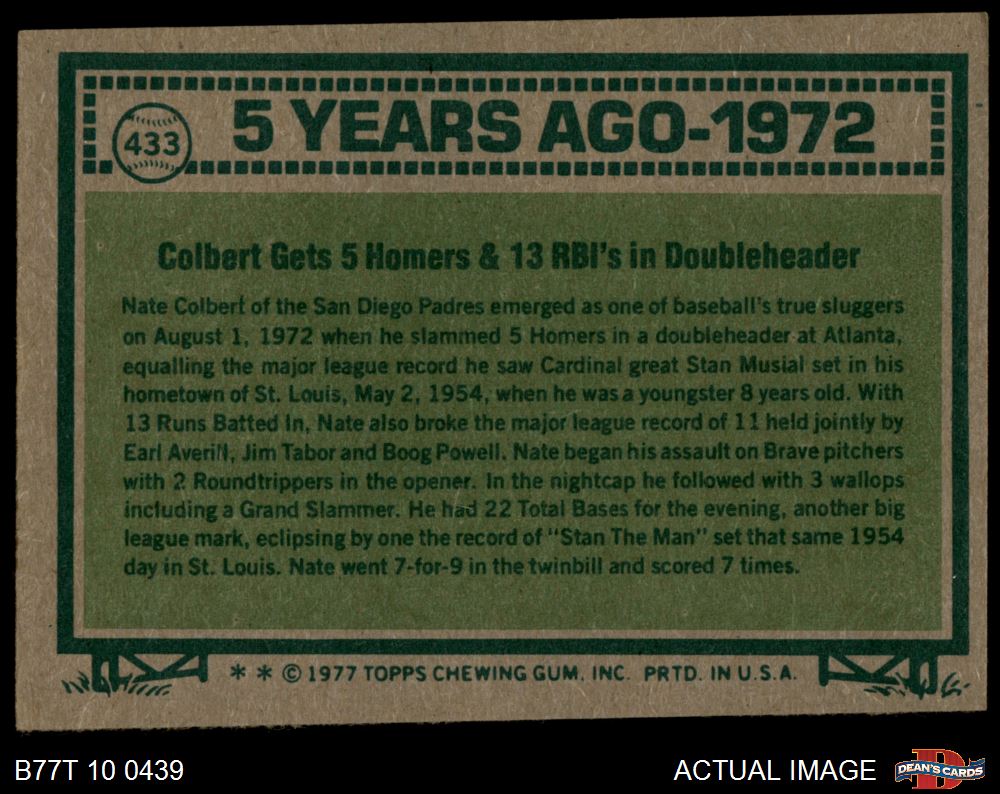 433
5 YEARS AGO-1972
Colbert Gets 5 Homers & 13 RBI's in Doubleheader
Nate Colbert of the San Diego Padres emerged as one of baseball's true sluggers
on August 1, 1972 when he slammed 5 Homers in a doubleheader at Atlanta,
equalling the major league record he saw Cardinal great Stan Musial set in his
hometown of St. Louis, May 2, 1954, when he was a youngster 8 years old. With
13 Runs Batted In, Nate also broke the major league record of 11 held jointly by
Earl Averill, Jim Tabor and Boog Powell. Nate began his assault on Brave pitchers
with 2 Roundtrippers in the opener. In the nightcap he followed with 3 wallops
including a Grand Slammer. He had 22 Total Bases for the evening, another big
league mark, eclipsing by one the record of "Stan The Man" set that same 1954
day in St. Louis. Nate went 7-for-9 in the twinbill and scored 7 times.
* * © 1977 TOPPS CHEWING GUM, INC. PRTD. IN U.S.A.
B77T 10 0439
ACTUAL IMAGE
D
DEAN'S CARDS